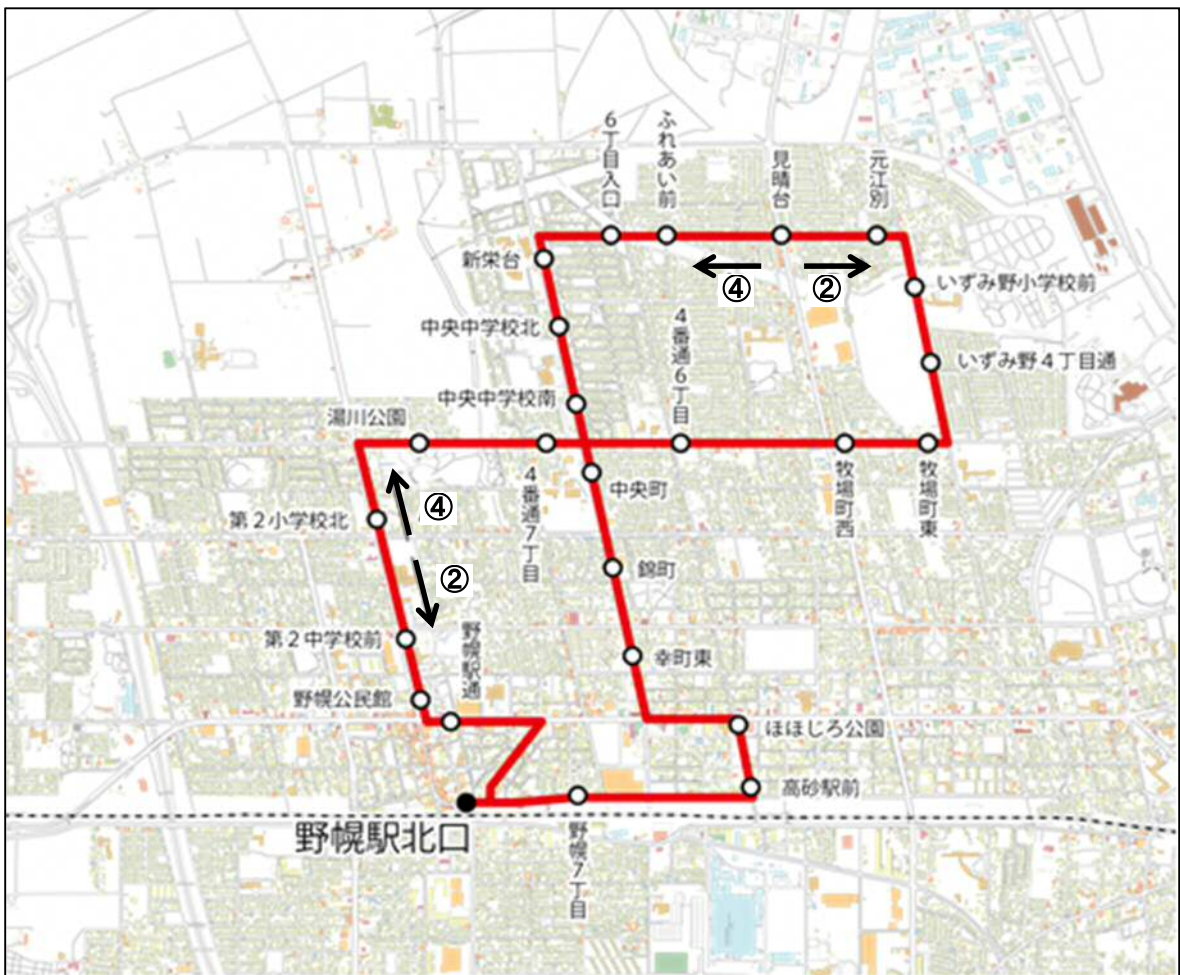 6丁目入口
ふれあい前
見晴台
元江別
新栄台
④
②
いずみ野小学校前
中央中学校北
4番通6丁目
いずみ野4丁目通
中央中学校南
湯川公園
4番通7丁目
中央町
牧場町西
牧場町東
④
第2小学校北
②
錦町
第2中学校前
野幌駅通
幸町東
野幌公民館
ほほじろ公園
高砂駅前
野幌駅北口
野幌7丁目